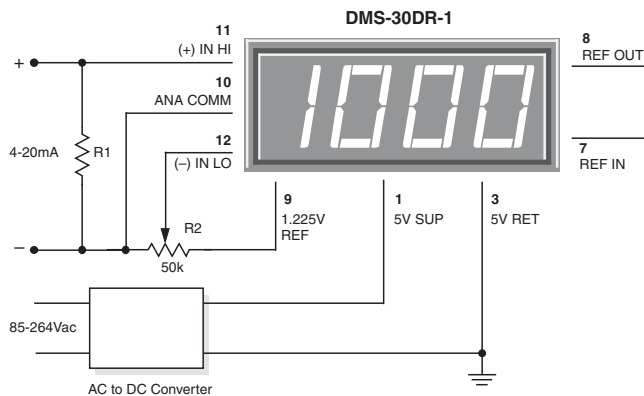 DMS-30DR-1
11
(+) IN HI
8
REF OUT
+
10
ANA COMM
1000
12
(–) IN LO
4-20mA
R1
7
REF IN
9
1.225V
REF
1
5V SUP
3
5V RET
–
R2
50k
85-264Vac
AC to DC Converter